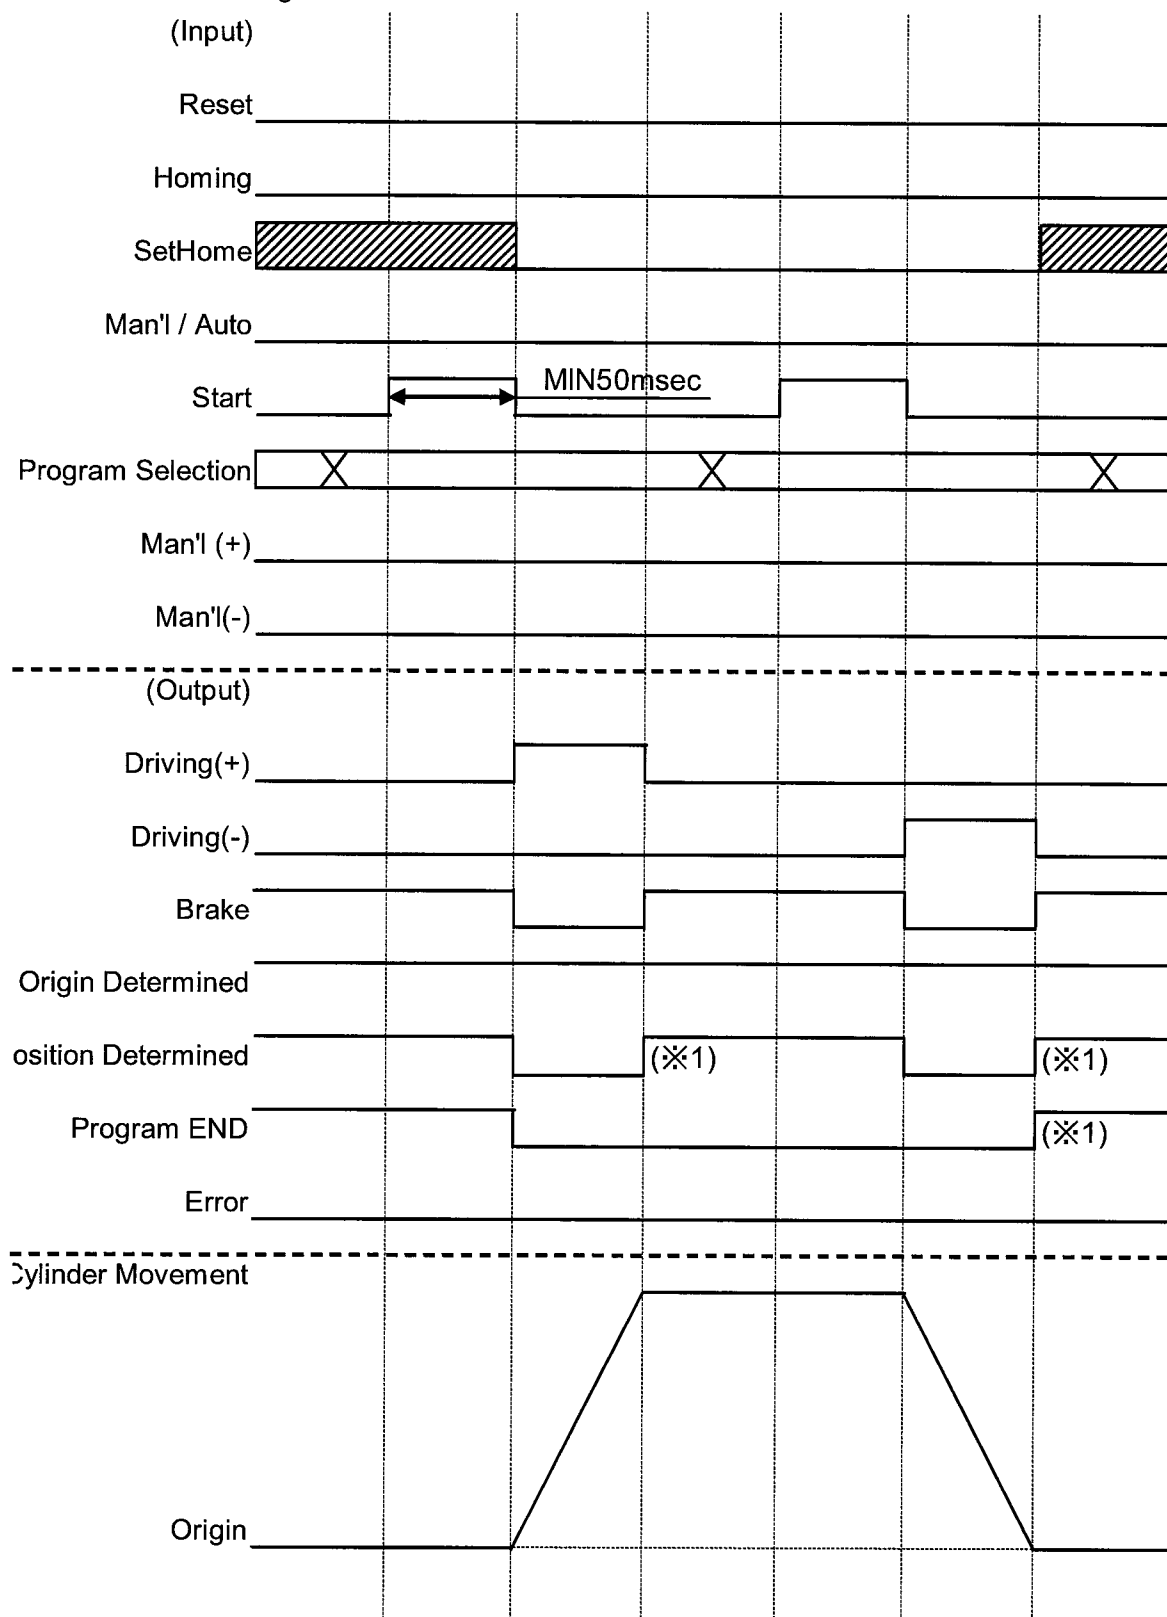 (Input)
Reset
Homing
SetHome
Man'l / Auto
Start
MIN50msec
Program Selection
Man'l (+)
Man'l(-)
(Output)
Driving(+)
Driving(-)
Brake
Origin Determined
osition Determined (※1) (※1)
Program END (※1)
Error
ylinder Movement
Origin